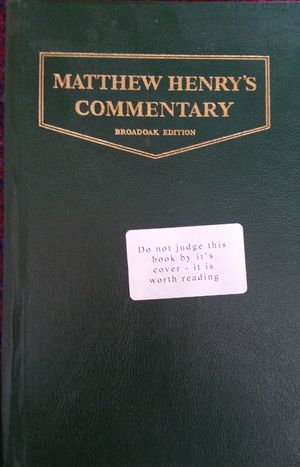 MATTHEW HENRY'S
COMMENTARY
BROADOAK EDITION
Do not judge this
book by it's
cover - it is
worth reading